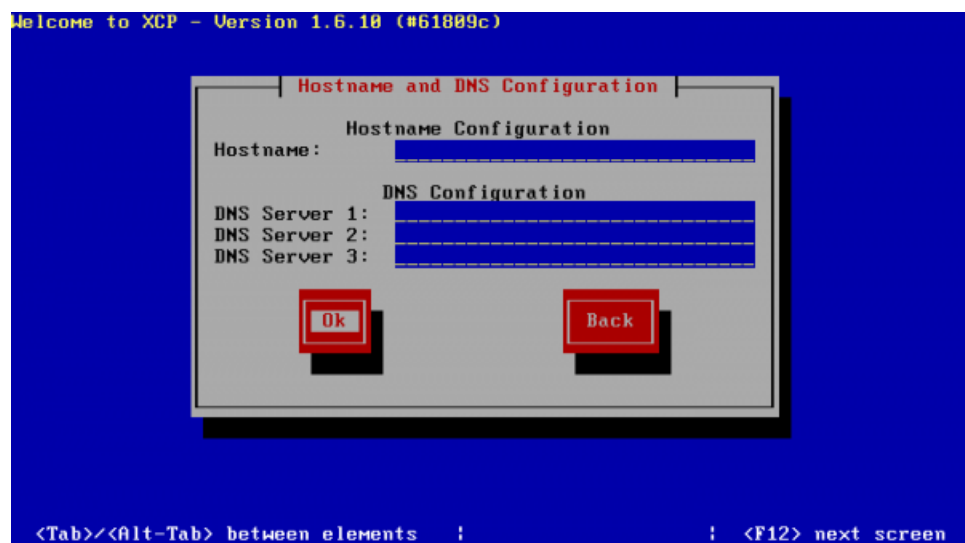 Welcome to XCP - Version 1.6.10 (#61809c)
Hostname and DNS Configuration
Hostname Configuration
Hostname:
DNS Configuration
DNS Server 1:
DNS Server 2:
DNS Server 3:
Ok Back
<Tab>/<Alt-Tab> between elements | | <F12> next screen